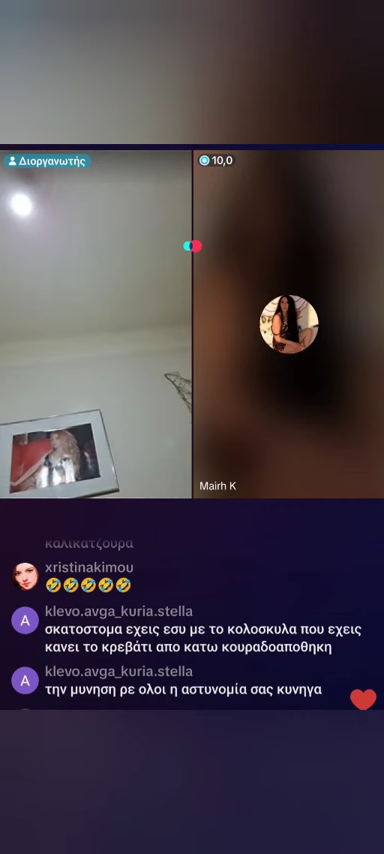 Διοργανωτής
10,0
Mairh K
καλικατζουρα
xristinakimou
🤣🤣🤣🤣🤣
A
klevo.avga_kuria.stella
σκατοστομα εχεις εσυ με το κολοσκυλα που εχεις
κανει το κρεβάτι απο κατω κουραδοαποθηκη
A
klevo.avga_kuria.stella
την μυνηση ρε ολοι η αστυνομία σας κυνηγα